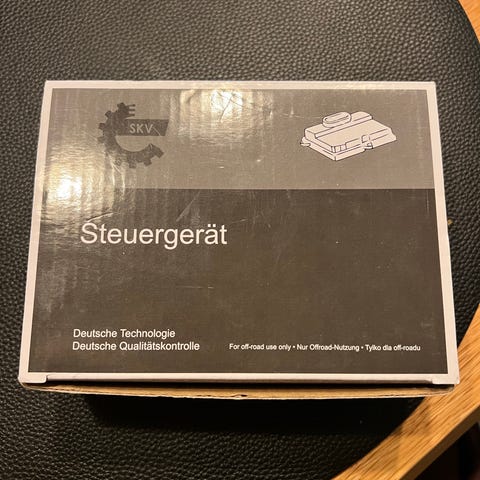 SKV
Steuergerät
Deutsche Technologie
Deutsche Qualitätskontrolle
For off-road use only • Nur Offroad-Nutzung • Tylko dla off-roadu